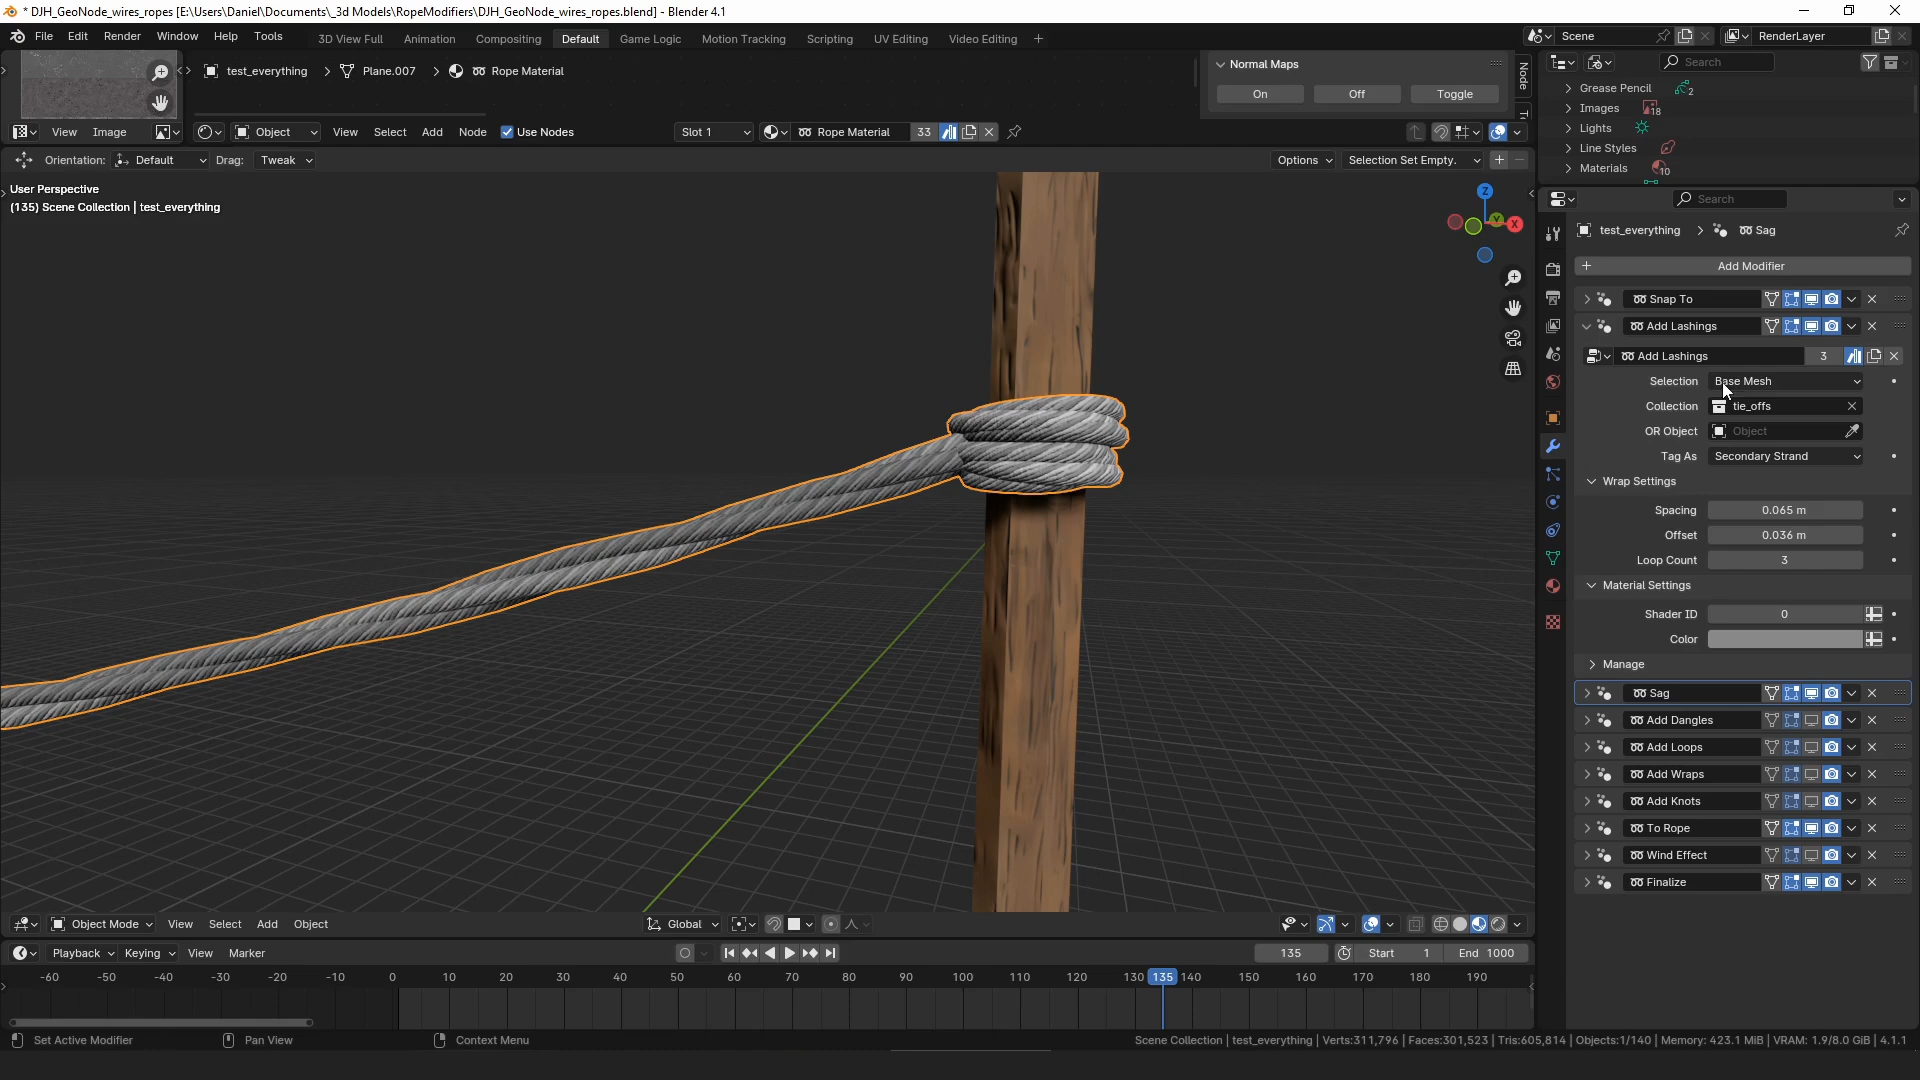 * DJH_GeoNode_wires_ropes [E:\Users\Daniel\Documents\_3d Models\RopeModifiers\DJH_GeoNode_wires_ropes.blend] - Blender 4.1
File Edit Render Window Help Tools 3D View Full Animation Compositing Default Game Logic Motion Tracking Scripting UV Editing Video Editing + Scene RenderLayer
test_everything > Plane.007 > Rope Material
Normal Maps
On Off Toggle
Node
Search
Grease Pencil 2
Images 18
Lights
Line Styles
Materials 10
View Image Object View Select Add Node Use Nodes Slot 1 Rope Material 33
Orientation: Default Drag: Tweak Options Selection Set Empty.
User Perspective
(135) Scene Collection | test_everything
Z
Y
X
Search
test_everything > Sag
Add Modifier
Snap To
Add Lashings
Add Lashings 3
Selection Base Mesh
Collection tie_offs
OR Object Object
Tag As Secondary Strand
Wrap Settings
Spacing 0.065 m
Offset 0.036 m
Loop Count 3
Material Settings
Shader ID 0
Color
Manage
Sag
Add Dangles
Add Loops
Add Wraps
Add Knots
To Rope
Wind Effect
Finalize
Object Mode View Select Add Object Global
Playback Keying View Marker 135 Start 1 End 1000
-60 -50 -40 -30 -20 -10 0 10 20 30 40 50 60 70 80 90 100 110 120 130 135 140 150 160 170 180 190
Set Active Modifier Pan View Context Menu Scene Collection | test_everything | Verts:311,796 | Faces:301,523 | Tris:605,814 | Objects:1/140 | Memory: 423.1 MiB | VRAM: 1.9/8.0 GiB | 4.1.1